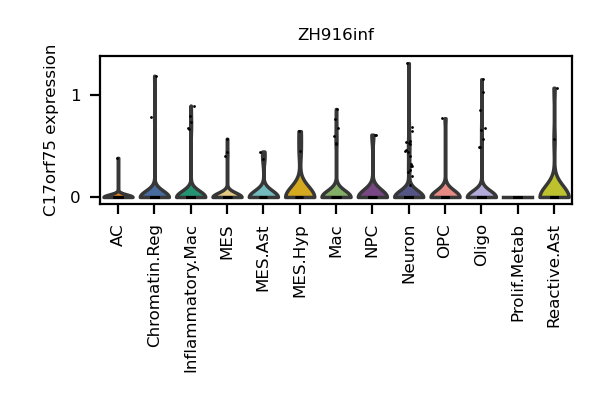 ZH916inf
C17orf75 expression
1
0
AC
Chromatin.Reg
Inflammatory.Mac
MES
MES.Ast
MES.Hyp
Mac
NPC
Neuron
OPC
Oligo
Prolif.Metab
Reactive.Ast